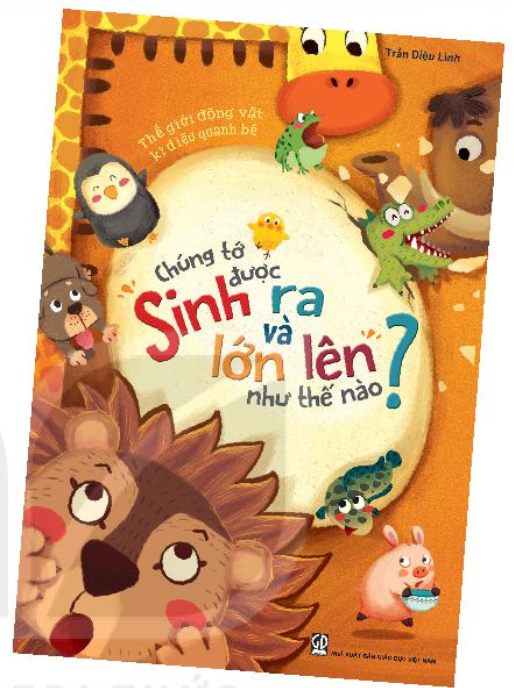 Trần Diệu Linh
Thế giới động vật
kì diệu quanh bé
Chúng tớ
được
"Sinh ra
và
lớn lên"
như thế nào?
GD
NHÀ XUẤT BẢN GIÁO DỤC VIỆT NAM